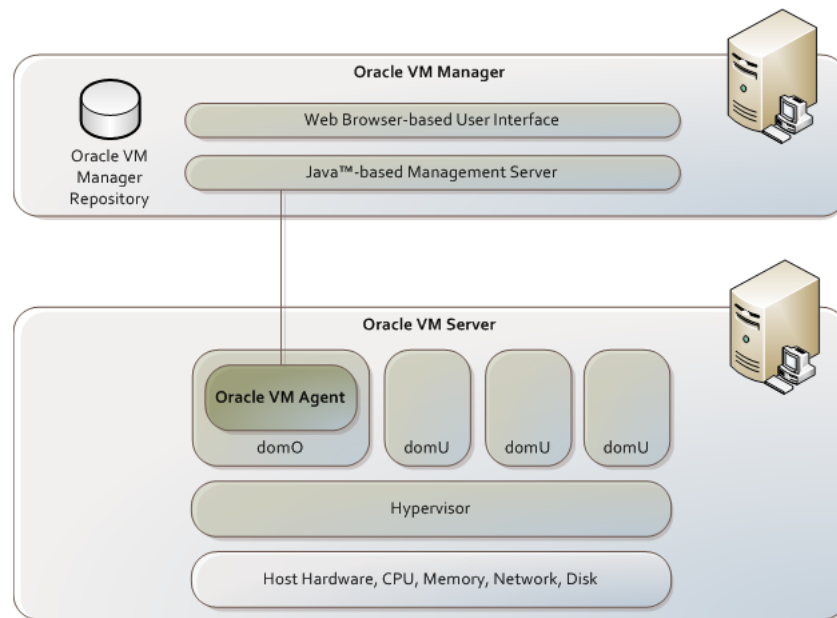 Oracle VM Manager
Web Browser-based User Interface
Oracle VM
Manager
Repository
Java™-based Management Server
Oracle VM Server
Oracle VM Agent
domO
domU
domU
domU
Hypervisor
Host Hardware, CPU, Memory, Network, Disk